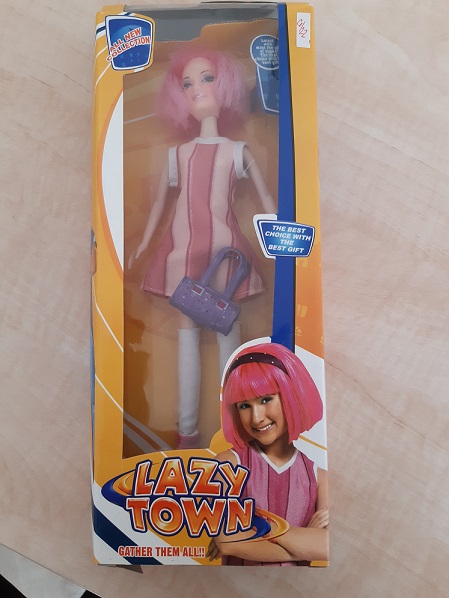 ALL NEW
COLLECTION
THE BEST
CHOICE WITH
THE
BEST GIFT
LAZY
TOWN
GATHER THEM ALL!!